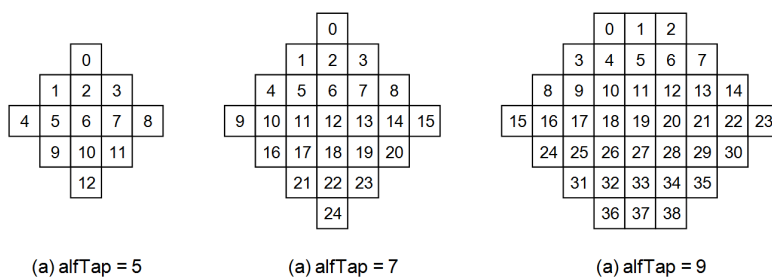 0
1 2 3
4 5 6 7 8
9 10 11
12
(a) alfTap = 5
0
1 2 3
4 5 6 7 8
9 10 11 12 13 14 15
16 17 18 19 20
21 22 23
24
(a) alfTap = 7
0 1 2
3 4 5 6 7
8 9 10 11 12 13 14
15 16 17 18 19 20 21 22 23
24 25 26 27 28 29 30
31 32 33 34 35
36 37 38
(a) alfTap = 9